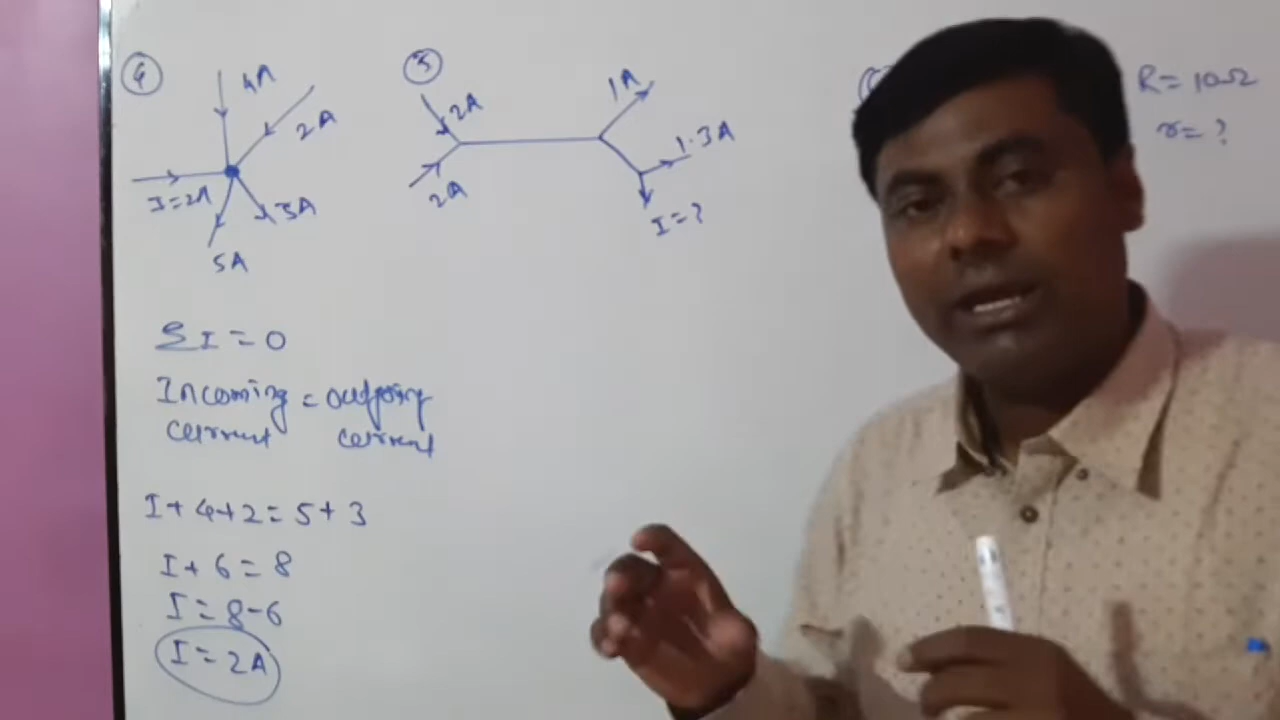 4
4A
2A
I=2A
3A
5A
5
2A
2A
1A
1.3A
I=?
R=10Ω
r=?
ΣI=0
Incoming = outgoing
current current
I+4+2=5+3
I+6=8
I=8-6
I=2A